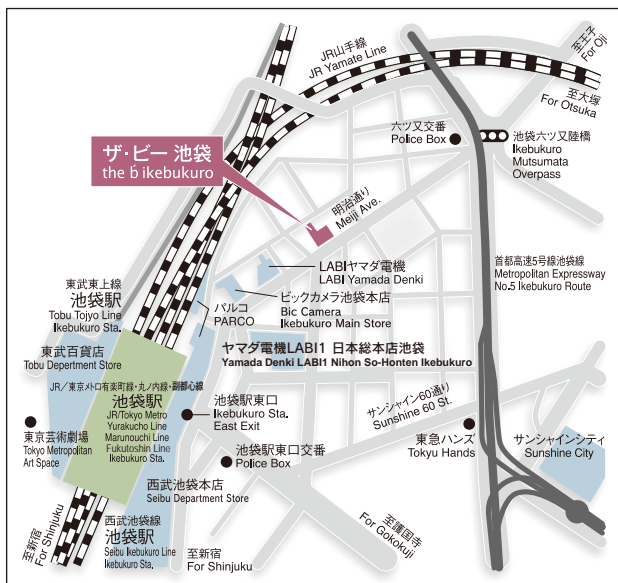 JR山手線
JR Yamate Line
至王子
For Oji
至大塚
For Otsuka
六ツ又交番
Police Box
池袋六ツ又陸橋
Ikebukuro
Mutsumata
Overpass
ザ・ビー 池袋
the b ikebukuro
明治通り
Meiji Ave.
LABIヤマダ電機
LABI Yamada Denki
首都高速5号線池袋線
Metropolitan Expressway
No.5 Ikebukuro Route
東武東上線
池袋駅
Tobu Tojyo Line
Ikebukuro Sta.
パルコ
PARCO
ビックカメラ池袋本店
Bic Camera
Ikebukuro Main Store
東武百貨店
Tobu Depertment Store
ヤマダ電機LABI1 日本総本店池袋
Yamada Denki LABI1 Nihon So-Honten Ikebukuro
JR/東京メトロ有楽町線・丸ノ内線・副都心線
池袋駅
JR/Tokyo Metro
Yurakucho Line
Marunouchi Line
Fukutoshin Line
Ikebukuro Sta.
池袋駅東口
Ikebukuro Sta.
East Exit
サンシャイン60通り
Sunshine 60 St.
東京芸術劇場
Tokyo Metropolitan
Art Space
池袋駅東口交番
Police Box
東急ハンズ
Tokyu Hands
サンシャインシティ
Sunshine City
西武池袋本店
Seibu Department Store
西武池袋線
池袋駅
Seibu Ikebukuro Line
Ikebukuro Sta.
至新宿
For Shinjuku
至新宿
For Shinjuku
至護国寺
For Gokokuji